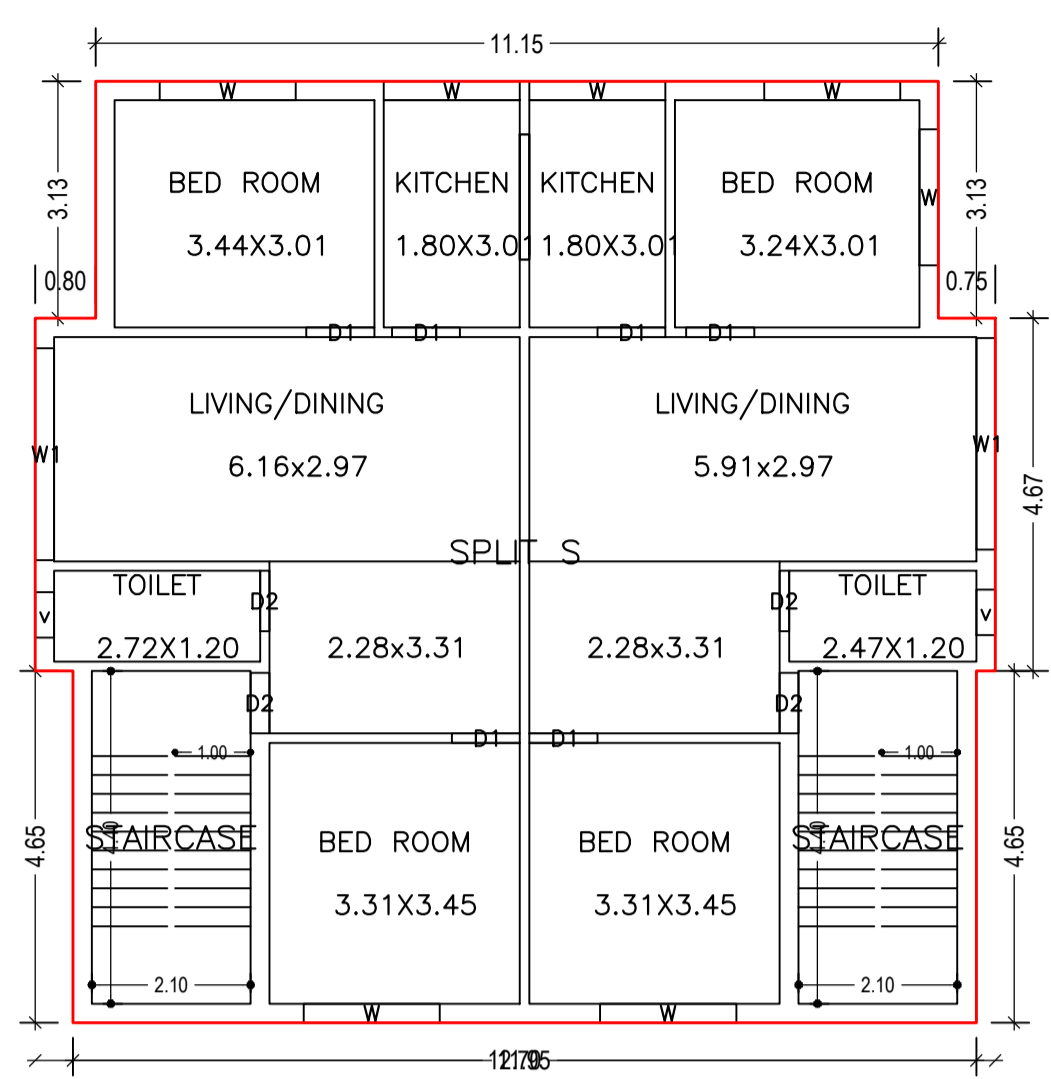 11.15
W W W W
3.13 3.13
BED ROOM KITCHEN KITCHEN BED ROOM
W
3.44X3.01 1.80X3.01 1.80X3.01 3.24X3.01
0.80 0.75
D1 D1 D1 D1
LIVING/DINING LIVING/DINING
W1 W1
6.16x2.97 5.91x2.97
4.67
SPLIT S
TOILET TOILET
D2 D2
V V
2.72X1.20 2.28x3.31 2.28x3.31 2.47X1.20
D2 D2
D1 D1
1.00 1.00
STAIRCASE STAIRCASE
4.65 4.65
BED ROOM BED ROOM
3.31X3.45 3.31X3.45
2.10 2.10
W W